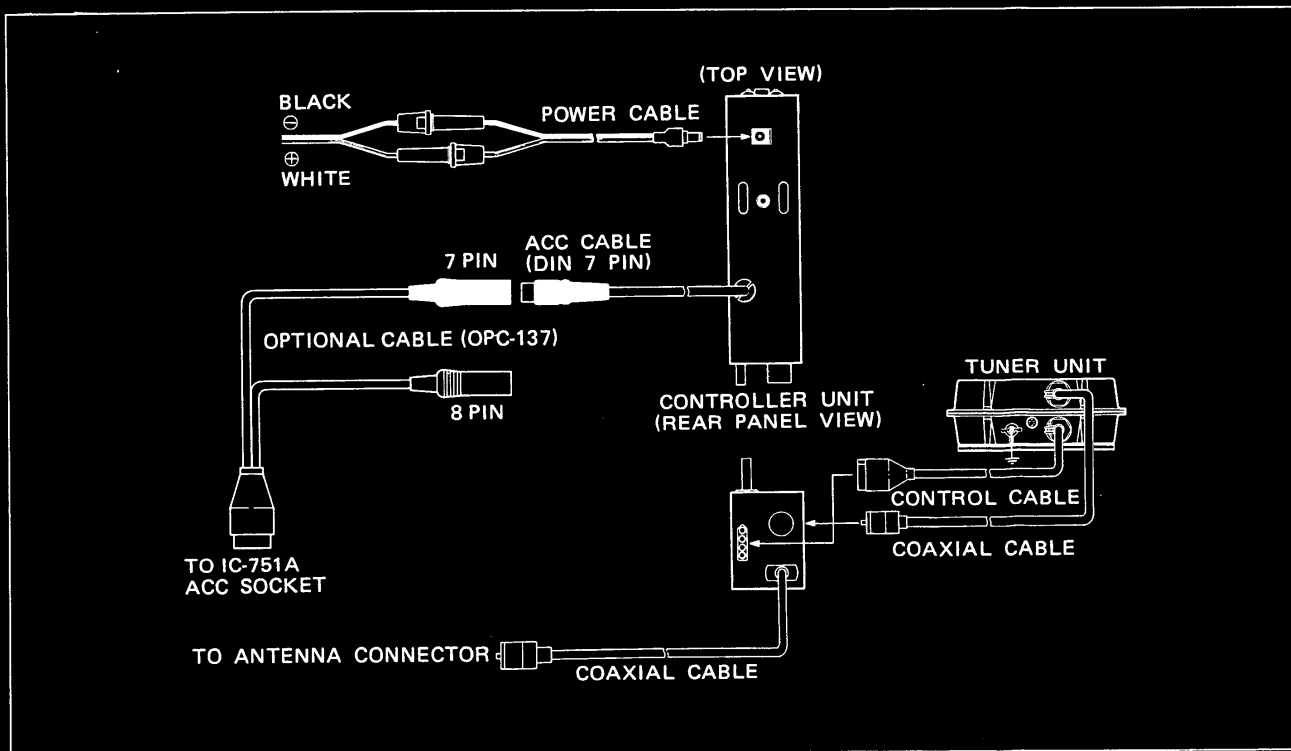 (TOP VIEW)
BLACK
⊖
POWER CABLE
⊕
WHITE
7 PIN
ACC CABLE
(DIN 7 PIN)
OPTIONAL CABLE (OPC-137)
8 PIN
CONTROLLER UNIT
(REAR PANEL VIEW)
TUNER UNIT
CONTROL CABLE
COAXIAL CABLE
TO IC-751A
ACC SOCKET
TO ANTENNA CONNECTOR
COAXIAL CABLE